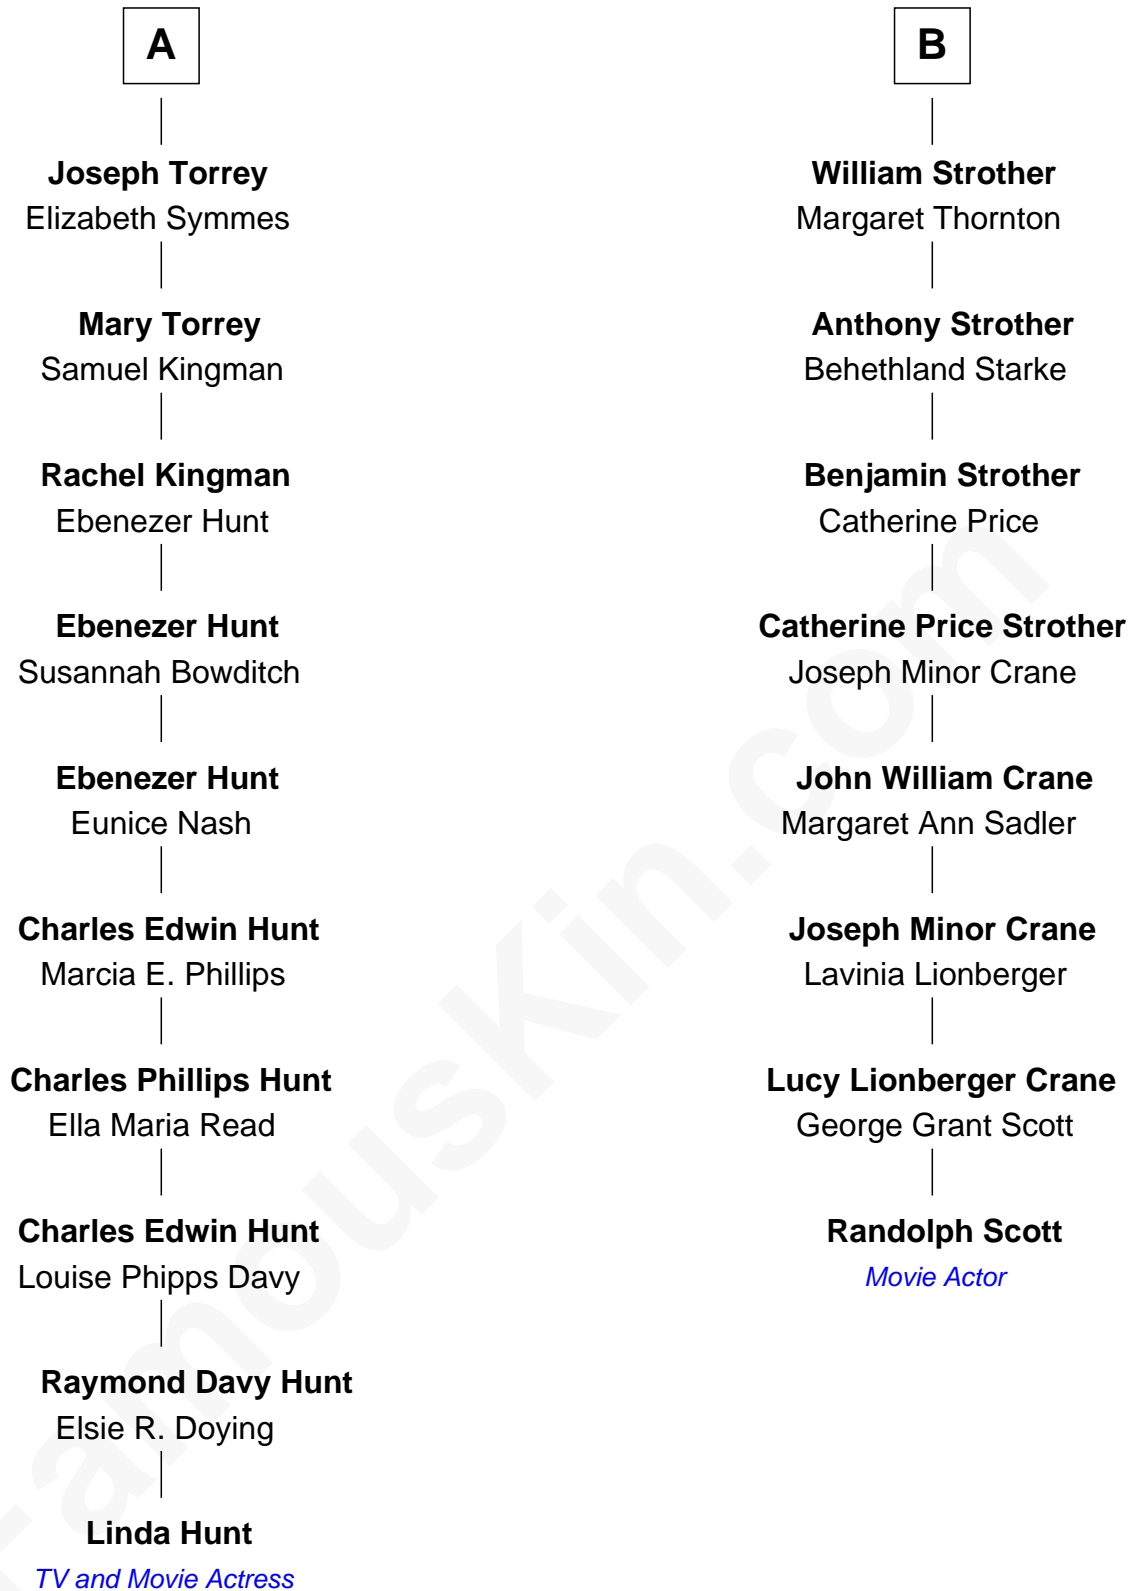 A
Joseph Torrey
Elizabeth Symmes
Mary Torrey
Samuel Kingman
Rachel Kingman
Ebenezer Hunt
Ebenezer Hunt
Susannah Bowditch
Ebenezer Hunt
Eunice Nash
Charles Edwin Hunt
Marcia E. Phillips
Charles Phillips Hunt
Ella Maria Read
Charles Edwin Hunt
Louise Phipps Davy
Raymond Davy Hunt
Elsie R. Doying
Linda Hunt
TV and Movie Actress
B
William Strother
Margaret Thornton
Anthony Strother
Behethland Starke
Benjamin Strother
Catherine Price
Catherine Price Strother
Joseph Minor Crane
John William Crane
Margaret Ann Sadler
Joseph Minor Crane
Lavinia Lionberger
Lucy Lionberger Crane
George Grant Scott
Randolph Scott
Movie Actor
FamousKin.com